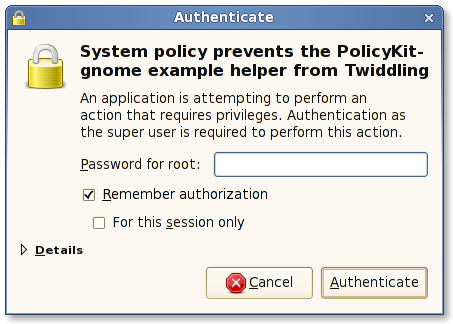 Authenticate
System policy prevents the PolicyKit-
gnome example helper from Twiddling
An application is attempting to perform an
action that requires privileges. Authentication as
the super user is required to perform this action.
Password for root:
Remember authorization
For this session only
Details
Cancel
Authenticate